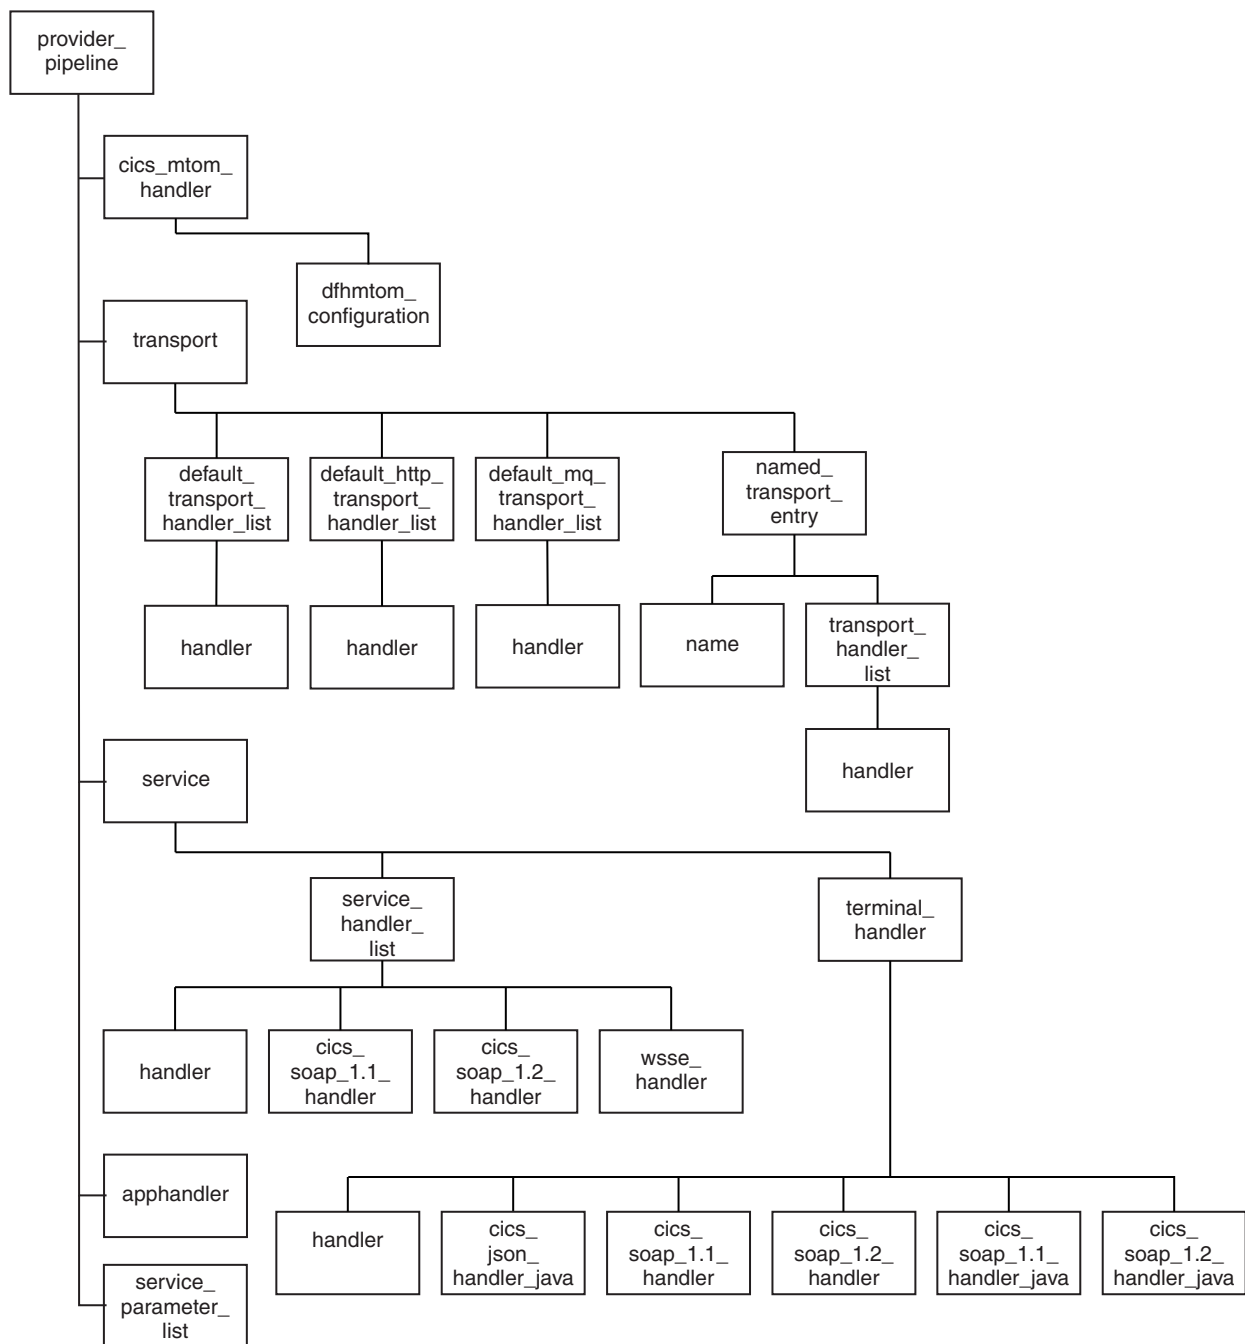 provider_
pipeline
cics_mtom_
handler
dfhmtom_
configuration
transport
default_
transport_
handler_list
default_http_
transport_
handler_list
default_mq_
transport_
handler_list
named_
transport_
entry
handler
handler
handler
name
transport_
handler_
list
handler
service
service_
handler_
list
terminal_
handler
handler
cics_
soap_1.1_
handler
cics_
soap_1.2_
handler
wsse_
handler
apphandler
handler
cics_
json_
handler_java
cics_
soap_1.1_
handler
cics_
soap_1.2_
handler
cics_
soap_1.1_
handler_java
cics_
soap_1.2_
handler_java
service_
parameter_
list